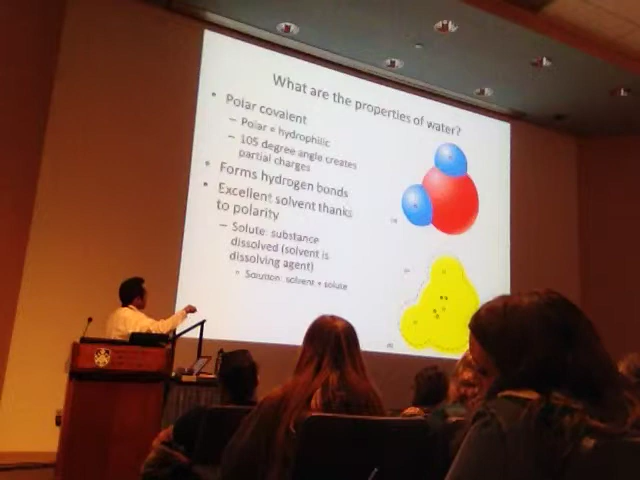 What are the properties of water?
• Polar covalent
– Polar = hydrophilic
– 105 degree angle creates
partial charges
• Forms hydrogen bonds
• Excellent solvent thanks
to polarity
– Solute: substance
dissolved (solvent is
dissolving agent)
° Solution: solvent + solute